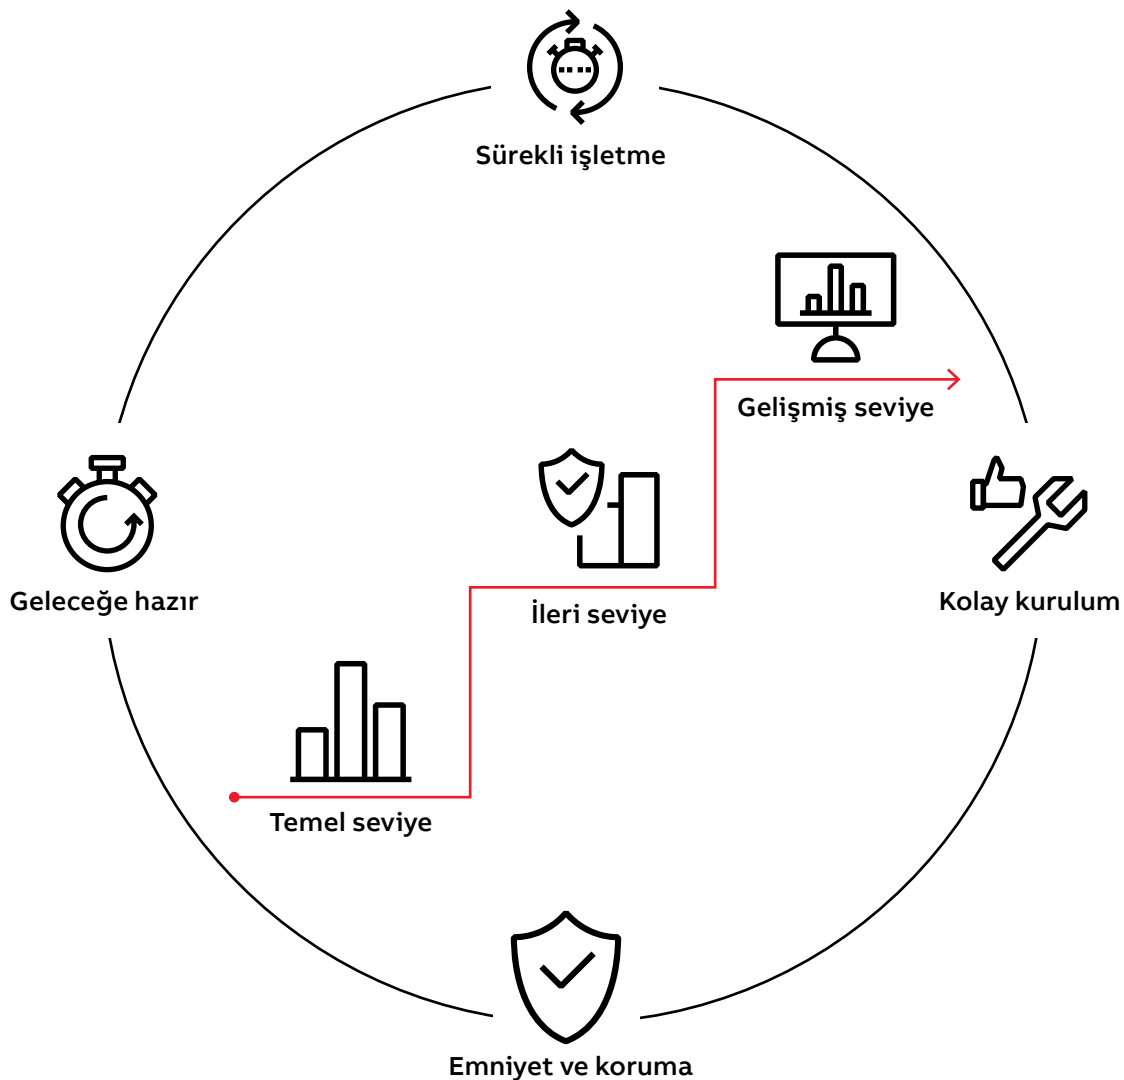 Sürekli işletme
Gelişmiş seviye
Geleceğe hazır
İleri seviye
Kolay kurulum
Temel seviye
Emniyet ve koruma